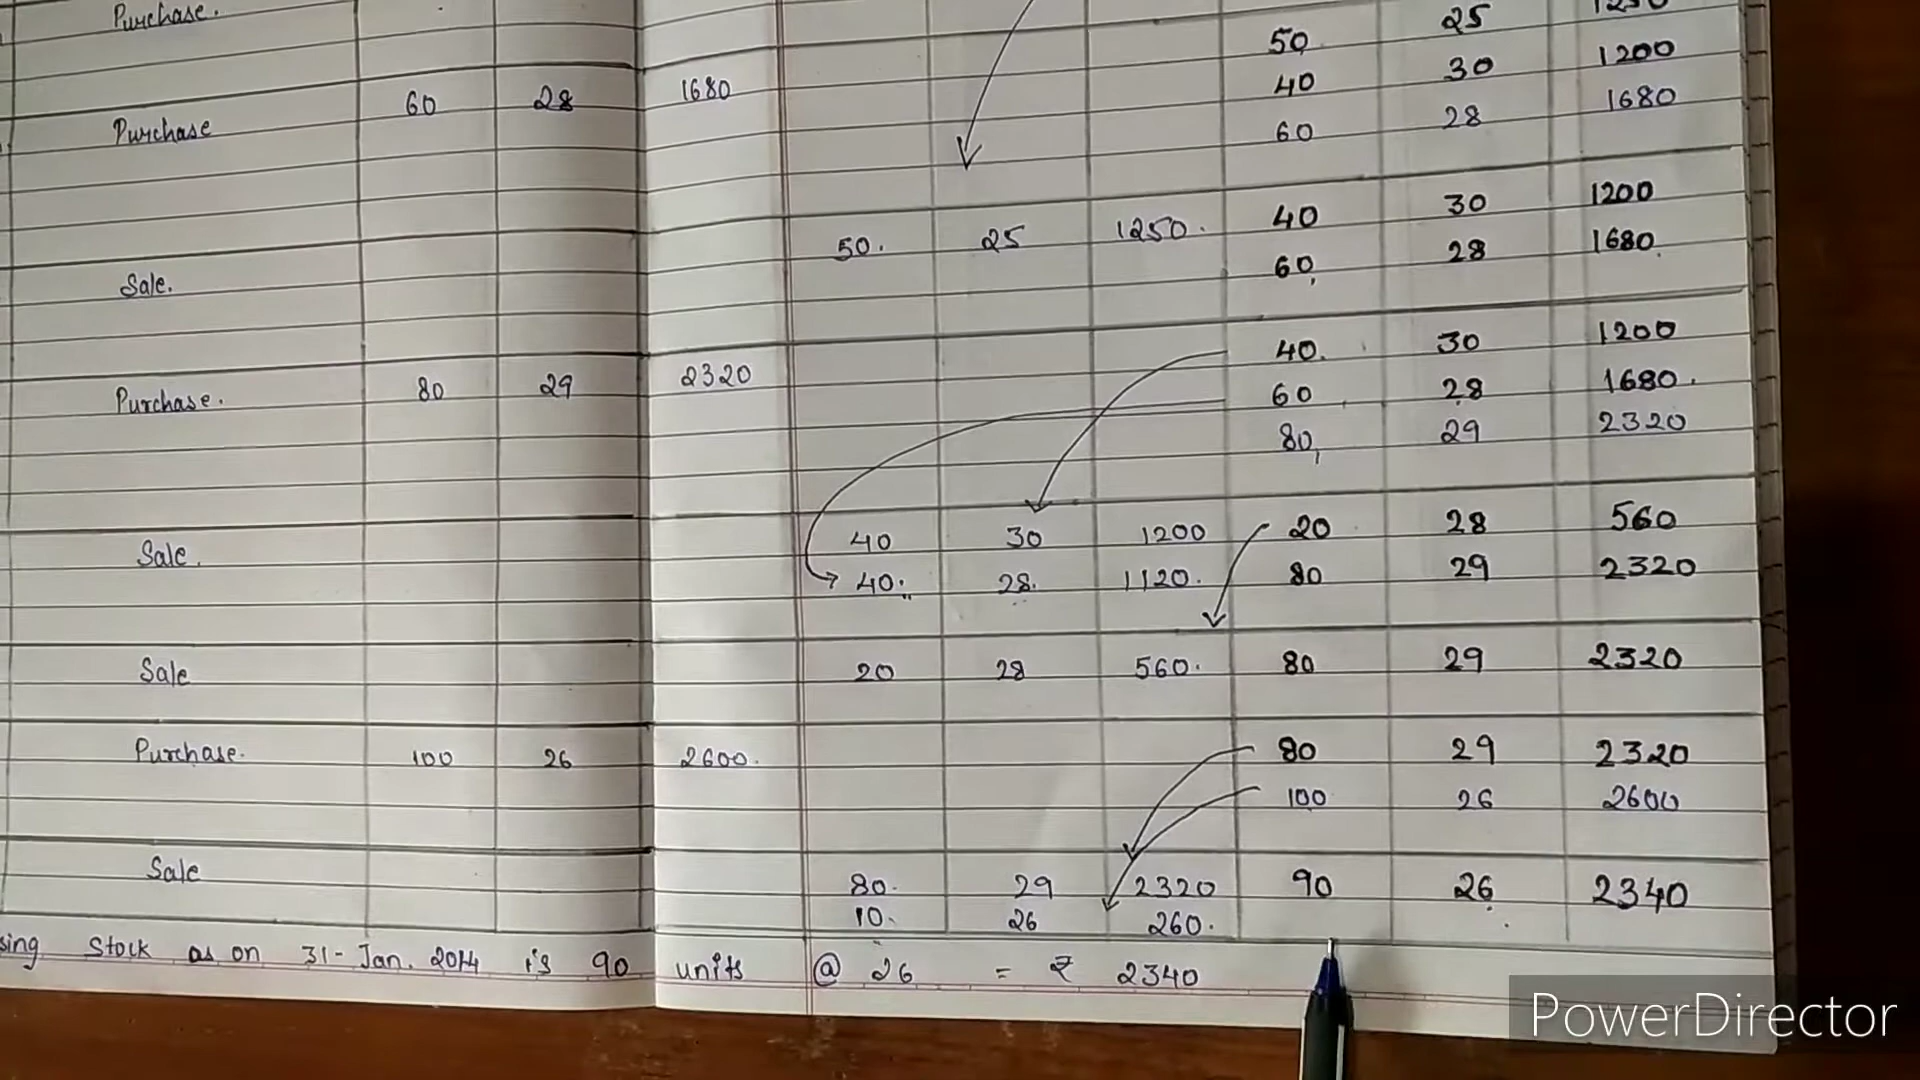 Purchase. 50 25
40 30 1200
Purchase 60 28 1680 60 28 1680
Sale. 50. 25 1250. 40 30 1200
60 28 1680
Purchase. 80 29 2320 40. 30 1200
60 28 1680.
80 29 2320
Sale. 40 30 1200 20 28 560
40. 28. 1120. 80 29 2320
Sale 20 28 560. 80 29 2320
Purchase. 100 26 2600. 80 29 2320
100 26 2600
Sale 80. 29 2320 90 26 2340
10. 26 260.
sing Stock as on 31-Jan. 2014 is 90 units @ 26 = ₹ 2340
PowerDirector